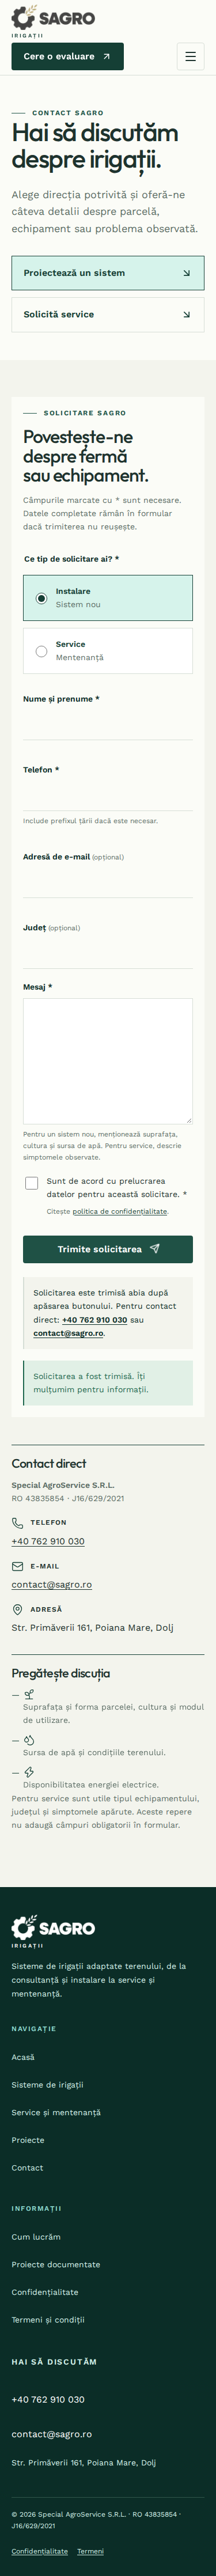 SAGRO
IRIGAȚII
Cere o evaluare
CONTACT SAGRO
Hai să discutăm
despre irigații.
Alege direcția potrivită și oferă-ne
câteva detalii despre parcelă,
echipament sau problema observată.
Proiectează un sistem
Solicită service
SOLICITARE SAGRO
Povestește-ne
despre fermă
sau echipament.
Câmpurile marcate cu * sunt necesare.
Datele completate rămân în formular
dacă trimiterea nu reușește.
Ce tip de solicitare ai? *
Instalare
Sistem nou
Service
Mentenanță
Nume și prenume *
Telefon *
Include prefixul țării dacă este necesar.
Adresă de e-mail (opțional)
Județ (opțional)
Mesaj *
Pentru un sistem nou, menționează suprafața,
cultura și sursa de apă. Pentru service, descrie
simptomele observate.
Sunt de acord cu prelucrarea
datelor pentru această solicitare. *
Citește politica de confidențialitate.
Trimite solicitarea
Solicitarea este trimisă abia după
apăsarea butonului. Pentru contact
direct: +40 762 910 030 sau
contact@sagro.ro.
Solicitarea a fost trimisă. Îți
mulțumim pentru informații.
Contact direct
Special AgroService S.R.L.
RO 43835854 · J16/629/2021
TELEFON
+40 762 910 030
E-MAIL
contact@sagro.ro
ADRESĂ
Str. Primăverii 161, Poiana Mare, Dolj
Pregătește discuția
Suprafața și forma parcelei, cultura și modul
de utilizare.
Sursa de apă și condițiile terenului.
Disponibilitatea energiei electrice.
Pentru service sunt utile tipul echipamentului,
județul și simptomele apărute. Aceste repere
nu adaugă câmpuri obligatorii în formular.
SAGRO
IRIGAȚII
Sisteme de irigații adaptate terenului, de la
consultanță și instalare la service și
mentenanță.
NAVIGAȚIE
Acasă
Sisteme de irigații
Service și mentenanță
Proiecte
Contact
INFORMAȚII
Cum lucrăm
Proiecte documentate
Confidențialitate
Termeni și condiții
HAI SĂ DISCUTĂM
+40 762 910 030
contact@sagro.ro
Str. Primăverii 161, Poiana Mare, Dolj
© 2026 Special AgroService S.R.L. · RO 43835854 ·
J16/629/2021
Confidențialitate Termeni